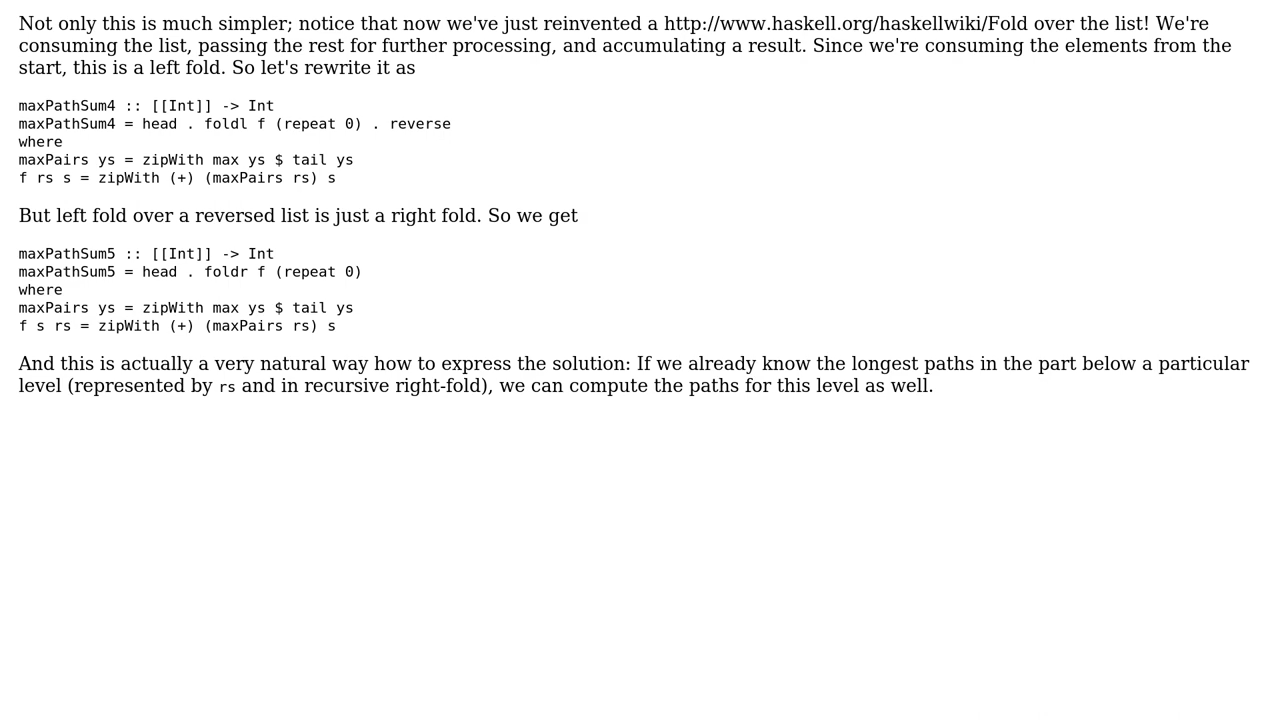 Not only this is much simpler; notice that now we've just reinvented a http://www.haskell.org/haskellwiki/Fold over the list! We're
consuming the list, passing the rest for further processing, and accumulating a result. Since we're consuming the elements from the
start, this is a left fold. So let's rewrite it as
maxPathSum4 :: [[Int]] -> Int
maxPathSum4 = head . foldl f (repeat 0) . reverse
where
maxPairs ys = zipWith max ys $ tail ys
f rs s = zipWith (+) (maxPairs rs) s
But left fold over a reversed list is just a right fold. So we get
maxPathSum5 :: [[Int]] -> Int
maxPathSum5 = head . foldr f (repeat 0)
where
maxPairs ys = zipWith max ys $ tail ys
f s rs = zipWith (+) (maxPairs rs) s
And this is actually a very natural way how to express the solution: If we already know the longest paths in the part below a particular
level (represented by rs and in recursive right-fold), we can compute the paths for this level as well.